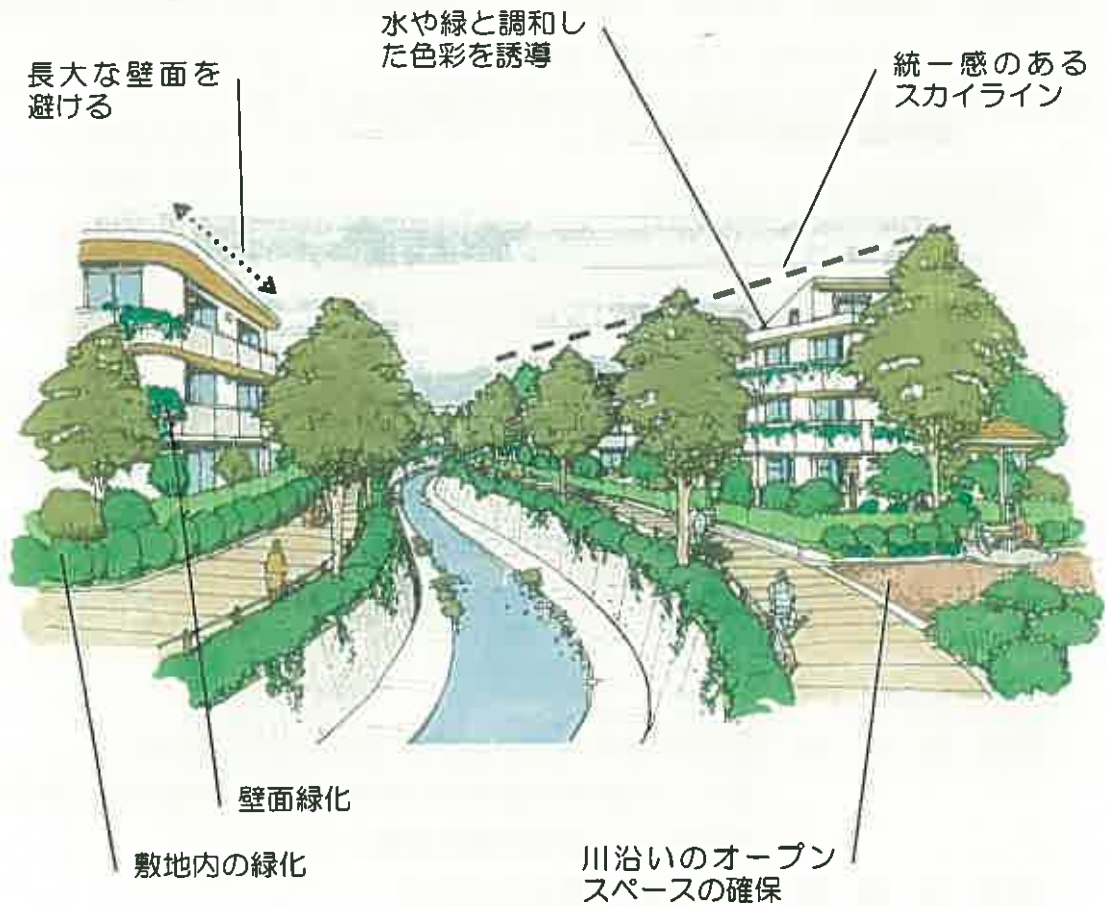 水や緑と調和し
た色彩を誘導
長大な壁面を
避ける
統一感のある
スカイライン
壁面緑化
敷地内の緑化
川沿いのオープン
スペースの確保